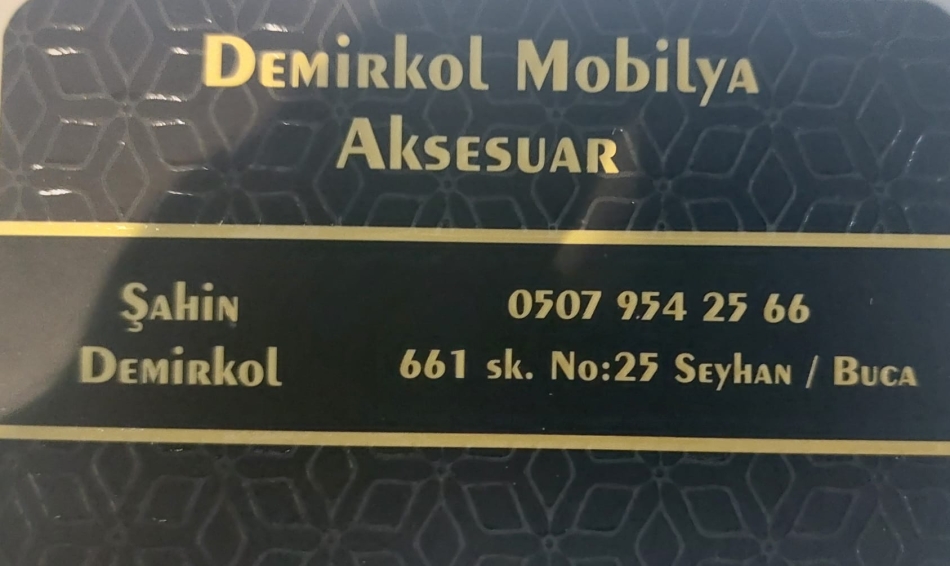 Demirkol Mobilya
Aksesuar
Şahin
Demirkol
0507 954 25 66
661 sk. No:25 Seyhan / Buca